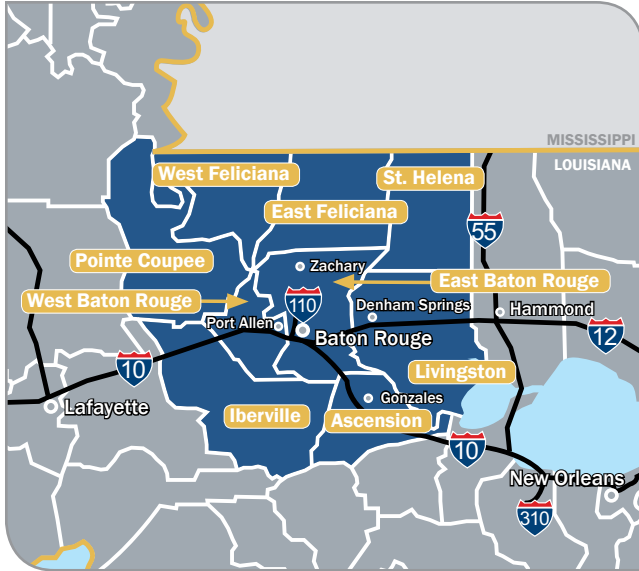 MISSISSIPPI
LOUISIANA
West Feliciana
St. Helena
East Feliciana
55
Pointe Coupee
Zachary
East Baton Rouge
West Baton Rouge
110
Denham Springs
Hammond
Port Allen
Baton Rouge
12
10
Livingston
Lafayette
Gonzales
Iberville
Ascension
10
New Orleans
310